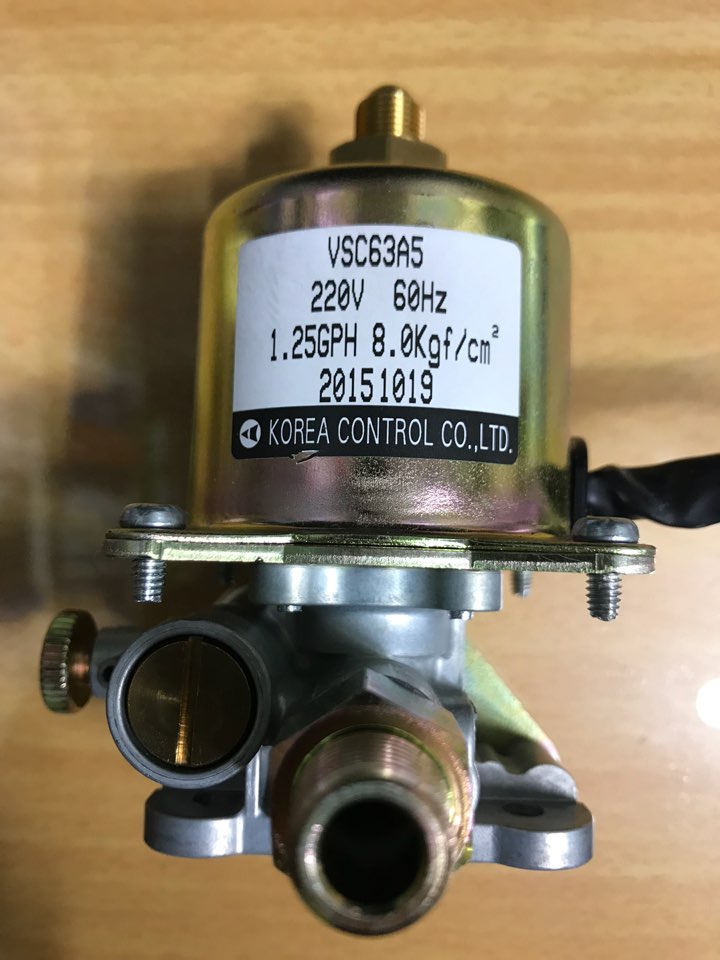 VSC63A5
220V 60Hz
1.25GPH 8.0Kgf/cm²
20151019
KOREA CONTROL CO.,LTD.